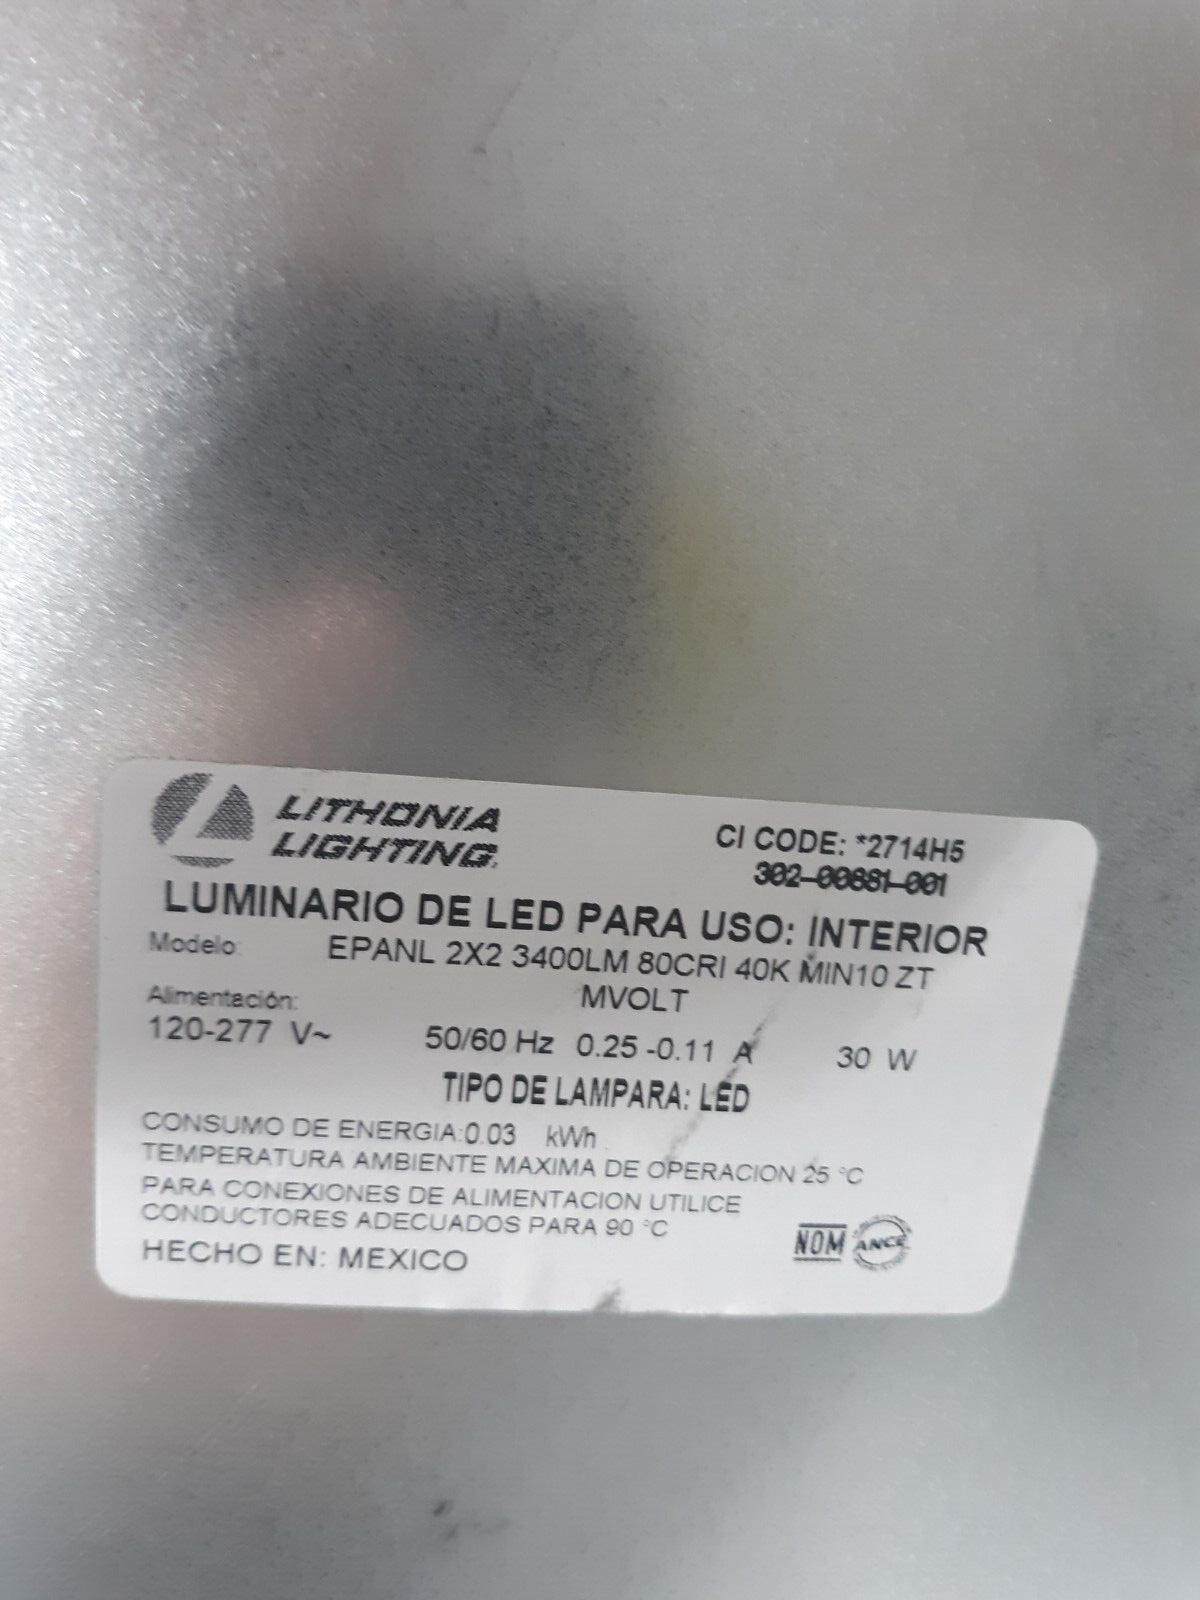 LITHONIA
LIGHTING
CI CODE: *2714H5
302-00881-001
LUMINARIO DE LED PARA USO: INTERIOR
Modelo: EPANL 2X2 3400LM 80CRI 40K MIN10 ZT
MVOLT
Alimentación:
120-277 V~ 50/60 Hz 0.25 -0.11 A 30 W
TIPO DE LAMPARA: LED
CONSUMO DE ENERGIA:0.03 kWh
TEMPERATURA AMBIENTE MAXIMA DE OPERACION 25 °C
PARA CONEXIONES DE ALIMENTACION UTILICE
CONDUCTORES ADECUADOS PARA 90 °C
HECHO EN: MEXICO
NOM ANCE